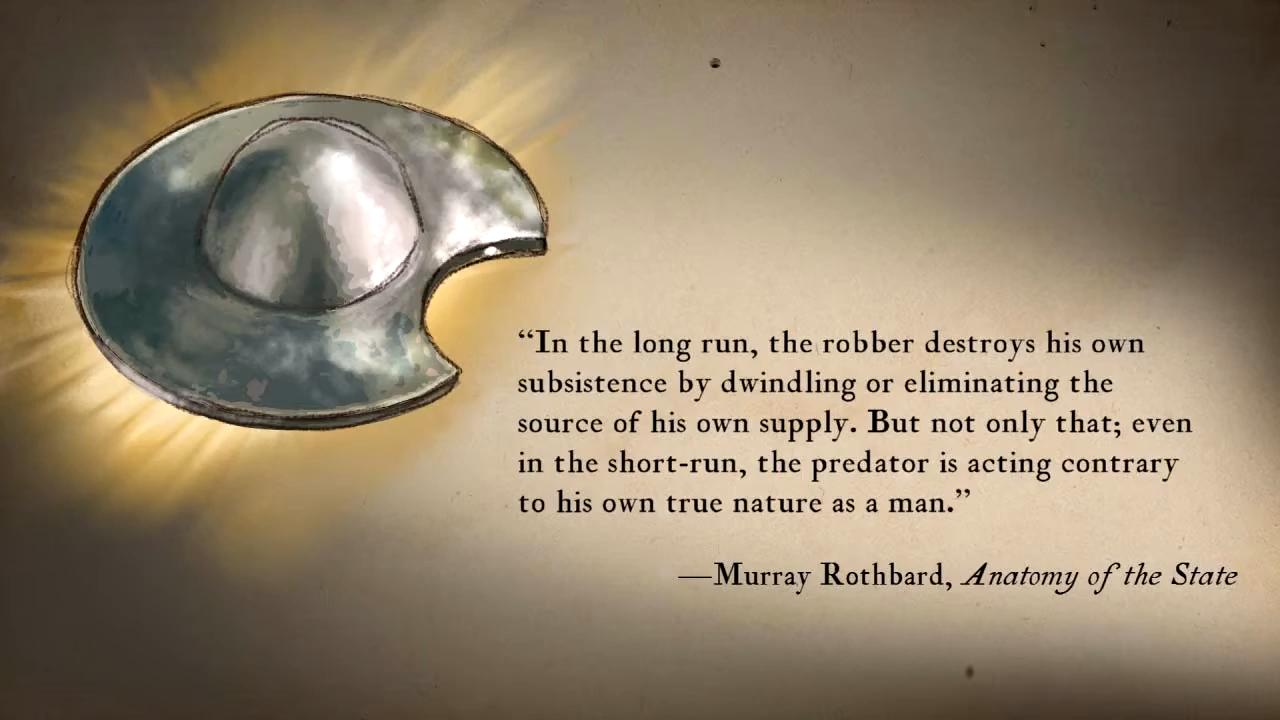 “In the long run, the robber destroys his own
subsistence by dwindling or eliminating the
source of his own supply. But not only that; even
in the short-run, the predator is acting contrary
to his own true nature as a man.”
—Murray Rothbard, Anatomy of the State